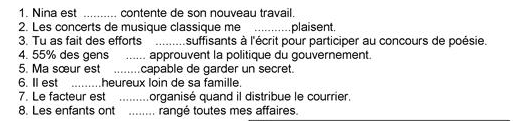 1. Nina est .......... contente de son nouveau travail.
2. Les concerts de musique classique me ...........plaisent.
3. Tu as fait des efforts .........suffisants à l'écrit pour participer au concours de poésie.
4. 55% des gens ...... approuvent la politique du gouvernement.
5. Ma sœur est ........capable de garder un secret.
6. Il est .........heureux loin de sa famille.
7. Le facteur est .........organisé quand il distribue le courrier.
8. Les enfants ont ........ rangé toutes mes affaires.